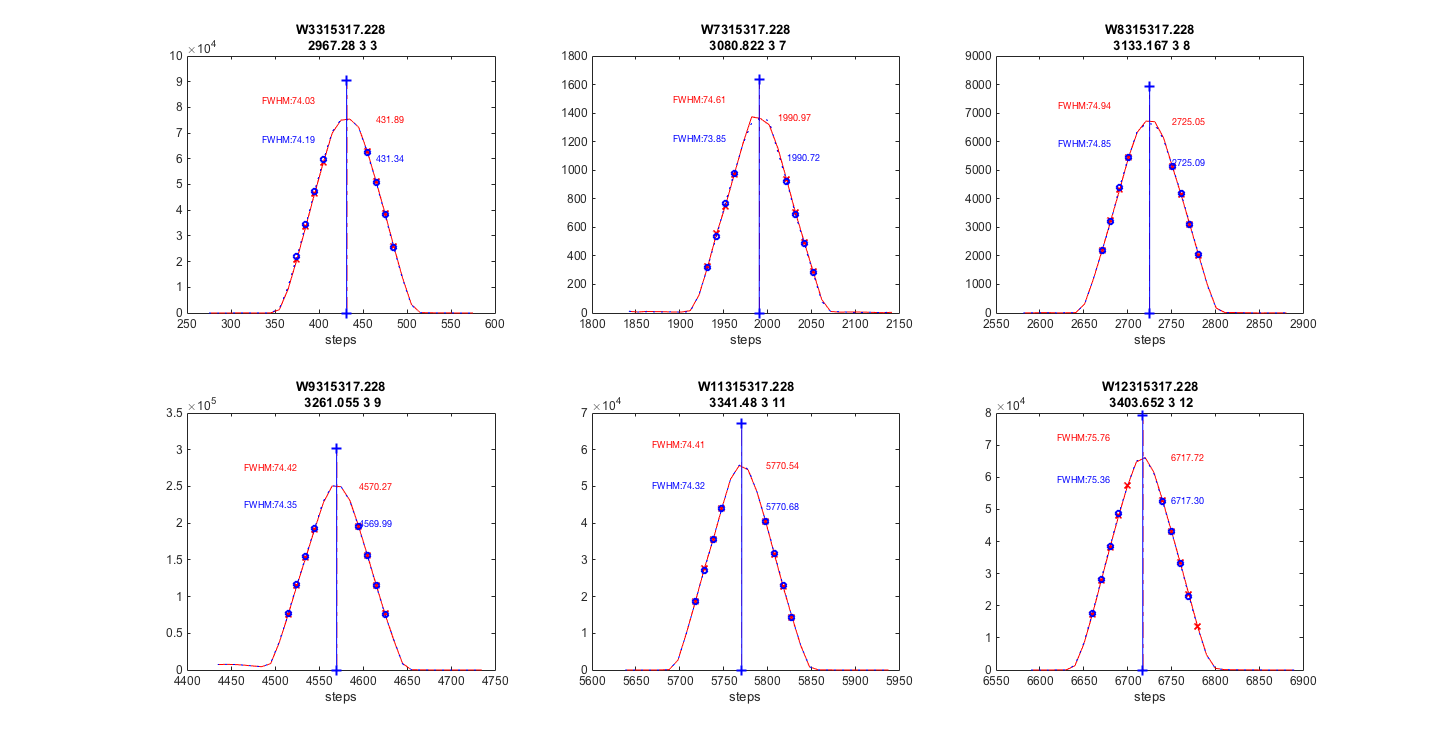 W3315317.228
2967.28 3 3
×10^4
10
9
8
7
6
5
4
3
2
1
0
FWHM:74.03
FWHM:74.19
431.89
431.34
250 300 350 400 450 500 550 600
steps
W7315317.228
3080.822 3 7
1800
1600
1400
1200
1000
800
600
400
200
0
FWHM:74.61
FWHM:73.85
1990.97
1990.72
1800 1850 1900 1950 2000 2050 2100 2150
steps
W8315317.228
3133.167 3 8
9000
8000
7000
6000
5000
4000
3000
2000
1000
0
FWHM:74.94
FWHM:74.85
2725.05
2725.09
2550 2600 2650 2700 2750 2800 2850 2900
steps
W9315317.228
3261.055 3 9
×10^5
3.5
3
2.5
2
1.5
1
0.5
0
FWHM:74.42
FWHM:74.35
4570.27
4569.99
4400 4450 4500 4550 4600 4650 4700 4750
steps
W11315317.228
3341.48 3 11
×10^4
7
6
5
4
3
2
1
0
FWHM:74.41
FWHM:74.32
5770.54
5770.68
5600 5650 5700 5750 5800 5850 5900 5950
steps
W12315317.228
3403.652 3 12
×10^4
8
7
6
5
4
3
2
1
0
FWHM:75.76
FWHM:75.36
6717.72
6717.30
6550 6600 6650 6700 6750 6800 6850 6900
steps